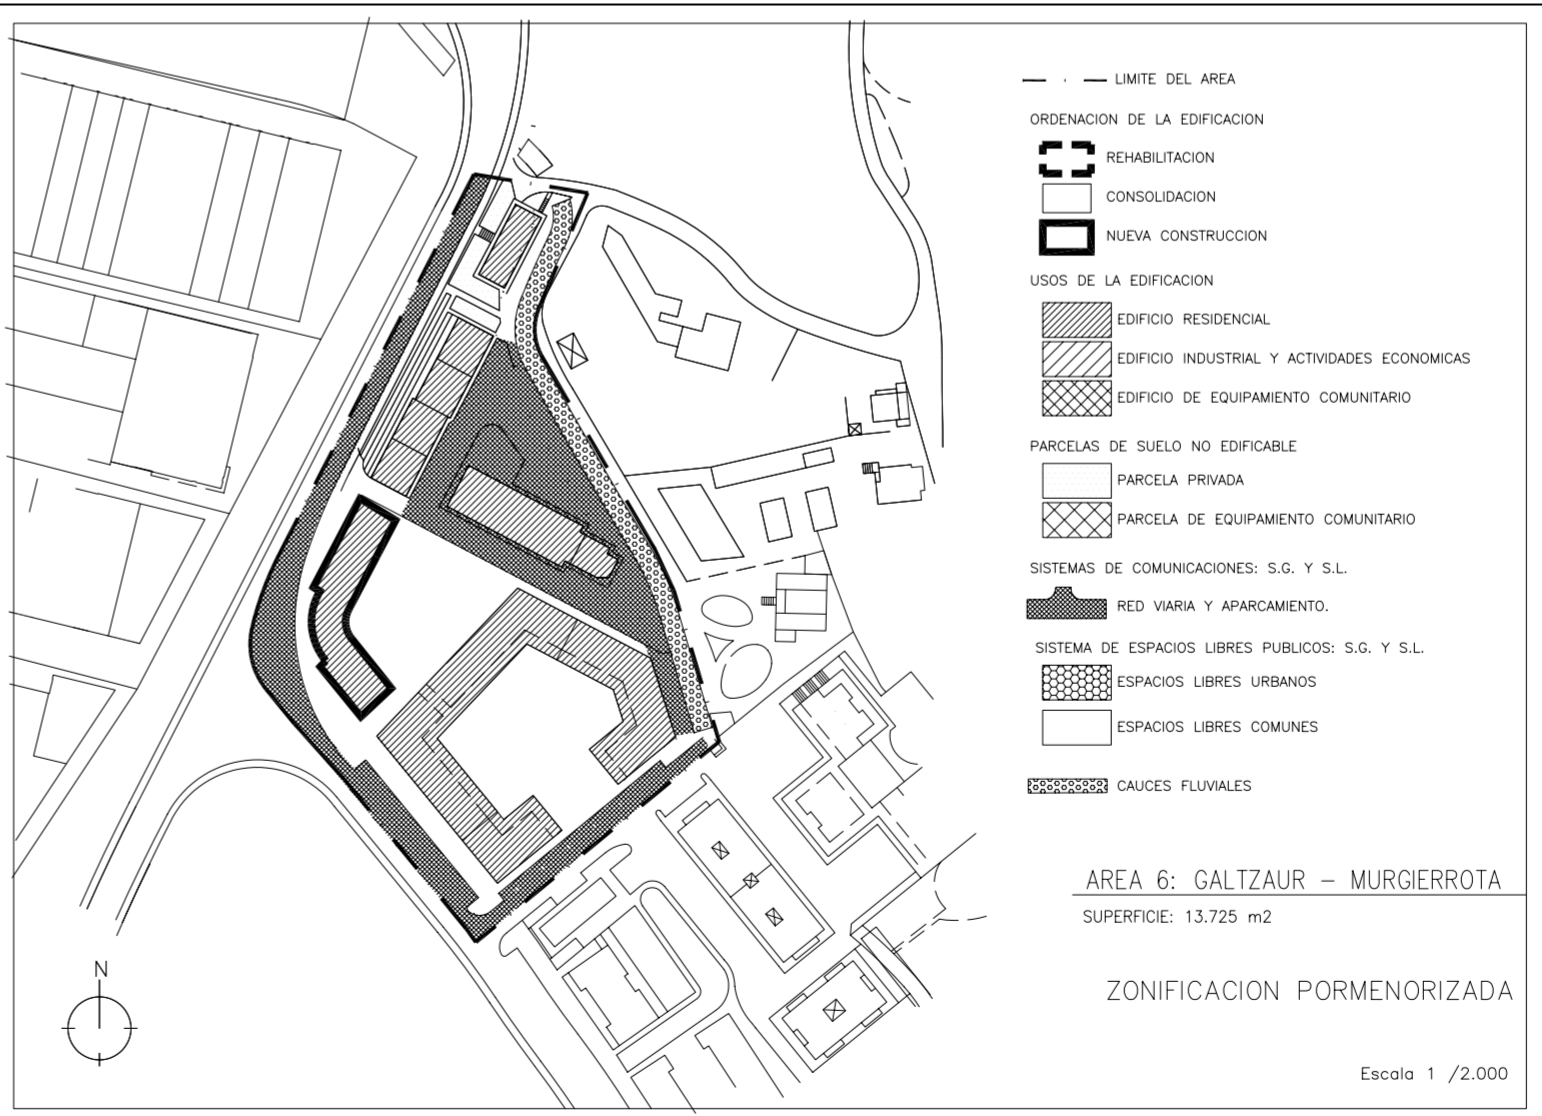 LIMITE DEL AREA
ORDENACION DE LA EDIFICACION
REHABILITACION
CONSOLIDACION
NUEVA CONSTRUCCION
USOS DE LA EDIFICACION
EDIFICIO RESIDENCIAL
EDIFICIO INDUSTRIAL Y ACTIVIDADES ECONOMICAS
EDIFICIO DE EQUIPAMIENTO COMUNITARIO
PARCELAS DE SUELO NO EDIFICABLE
PARCELA PRIVADA
PARCELA DE EQUIPAMIENTO COMUNITARIO
SISTEMAS DE COMUNICACIONES: S.G. Y S.L.
RED VIARIA Y APARCAMIENTO.
SISTEMA DE ESPACIOS LIBRES PUBLICOS: S.G. Y S.L.
ESPACIOS LIBRES URBANOS
ESPACIOS LIBRES COMUNES
CAUCES FLUVIALES
AREA 6: GALTZAUR – MURGIERROTA
SUPERFICIE: 13.725 m2
ZONIFICACION PORMENORIZADA
Escala 1 /2.000
N